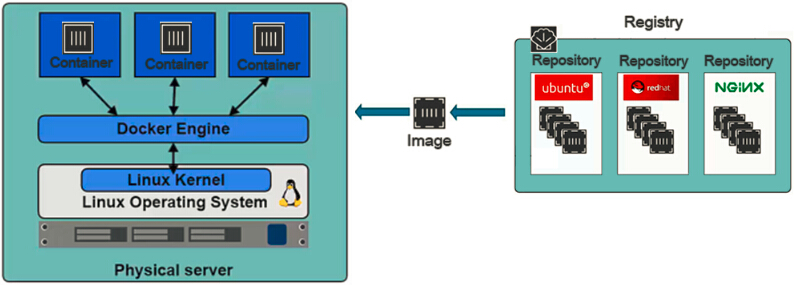 Container
Container
Container
Docker Engine
Linux Kernel
Linux Operating System
Physical server
Image
Registry
Repository
Repository
Repository
ubuntu®
redhat
NGINX